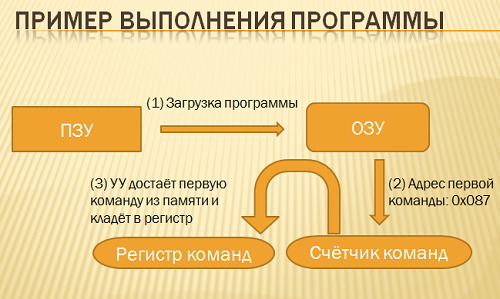 ПРИМЕР ВЫПОЛНЕНИЯ ПРОГРАММЫ
(1) Загрузка программы
ПЗУ
ОЗУ
(3) УУ достаёт первую
команду из памяти и
кладёт в регистр
(2) Адрес первой
команды: 0x087
Регистр команд
Счётчик команд